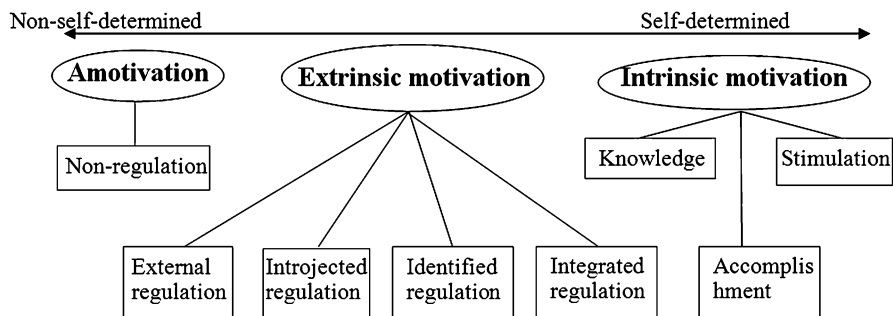 Non-self-determined
Self-determined
Amotivation
Extrinsic motivation
Intrinsic motivation
Non-regulation
Knowledge
Stimulation
External
regulation
Introjected
regulation
Identified
regulation
Integrated
regulation
Accomplis
hment